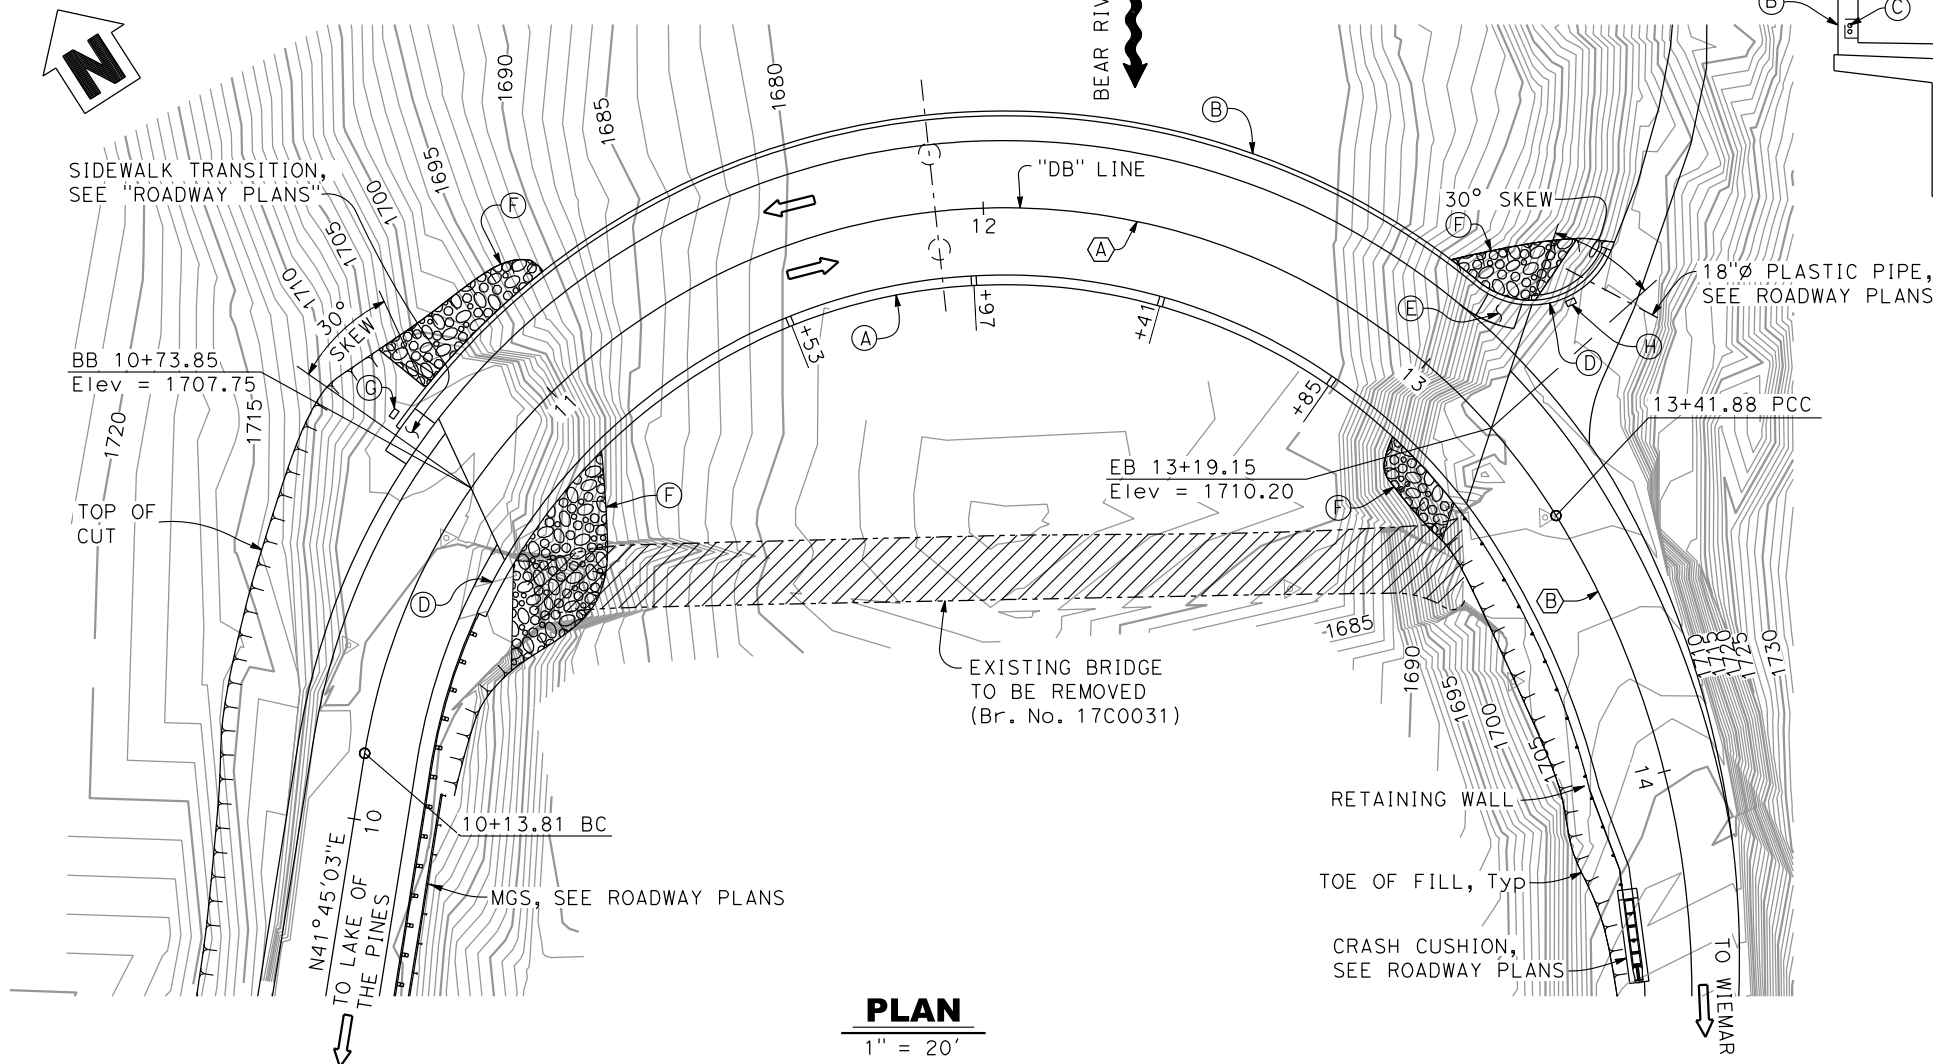 N
BEAR RIV
B
C
1690
1685
1680
B
SIDEWALK TRANSITION,
SEE "ROADWAY PLANS"
1695
1700
1705
1710
F
"DB" LINE
12
A
30° SKEW
F
18"Ø PLASTIC PIPE,
SEE ROADWAY PLANS
30°
SKEW
BB 10+73.85
Elev = 1707.75
G
11
+53
A
+97
+41
+85
E
H
D
13
13+41.88 PCC
1720
1715
TOP OF
CUT
F
EB 13+19.15
Elev = 1710.20
F
D
B
EXISTING BRIDGE
TO BE REMOVED
(Br. No. 17C0031)
1685
1690
1695
1700
1705
1710
1715
1720
1725
1730
14
RETAINING WALL
10
10+13.81 BC
TOE OF FILL, Typ
MGS, SEE ROADWAY PLANS
N41°45'03"E
TO LAKE OF
THE PINES
CRASH CUSHION,
SEE ROADWAY PLANS
TO WIEMAR
PLAN
1" = 20'